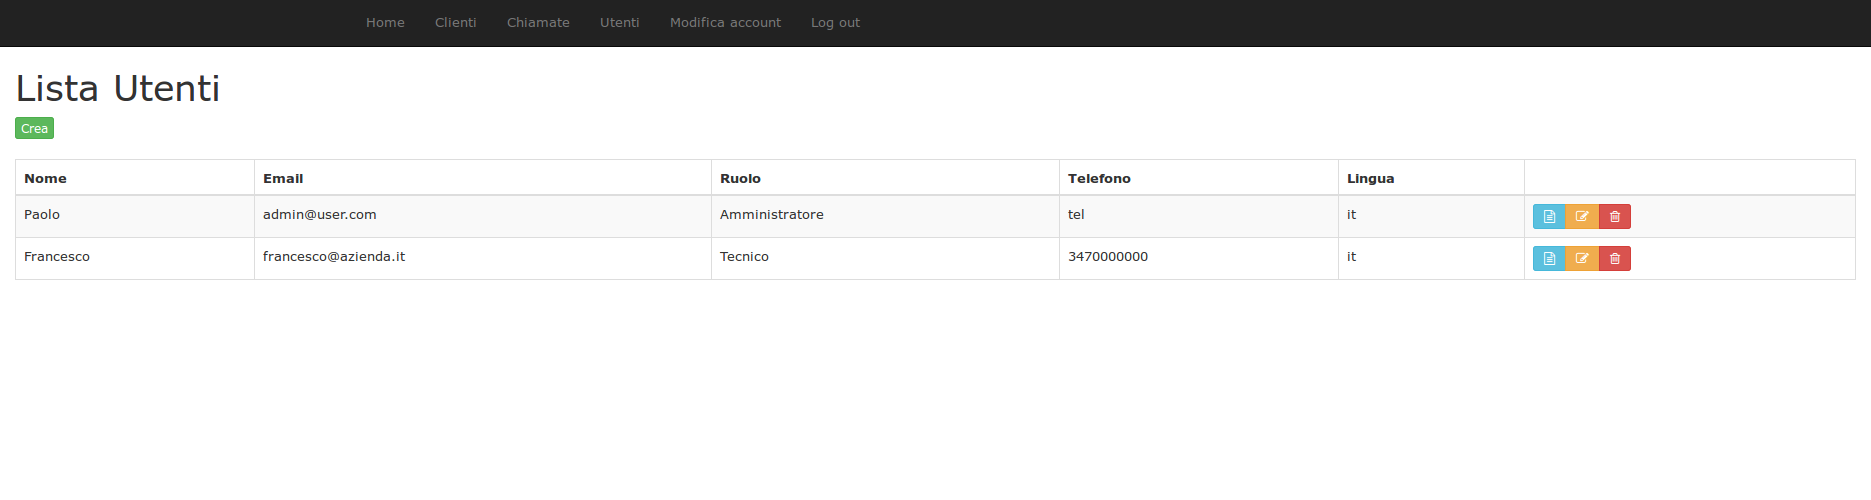 Home Clienti Chiamate Utenti Modifica account Log out
Lista Utenti
Crea
Nome Email Ruolo Telefono Lingua
Paolo admin@user.com Amministratore tel it
Francesco francesco@azienda.it Tecnico 3470000000 it